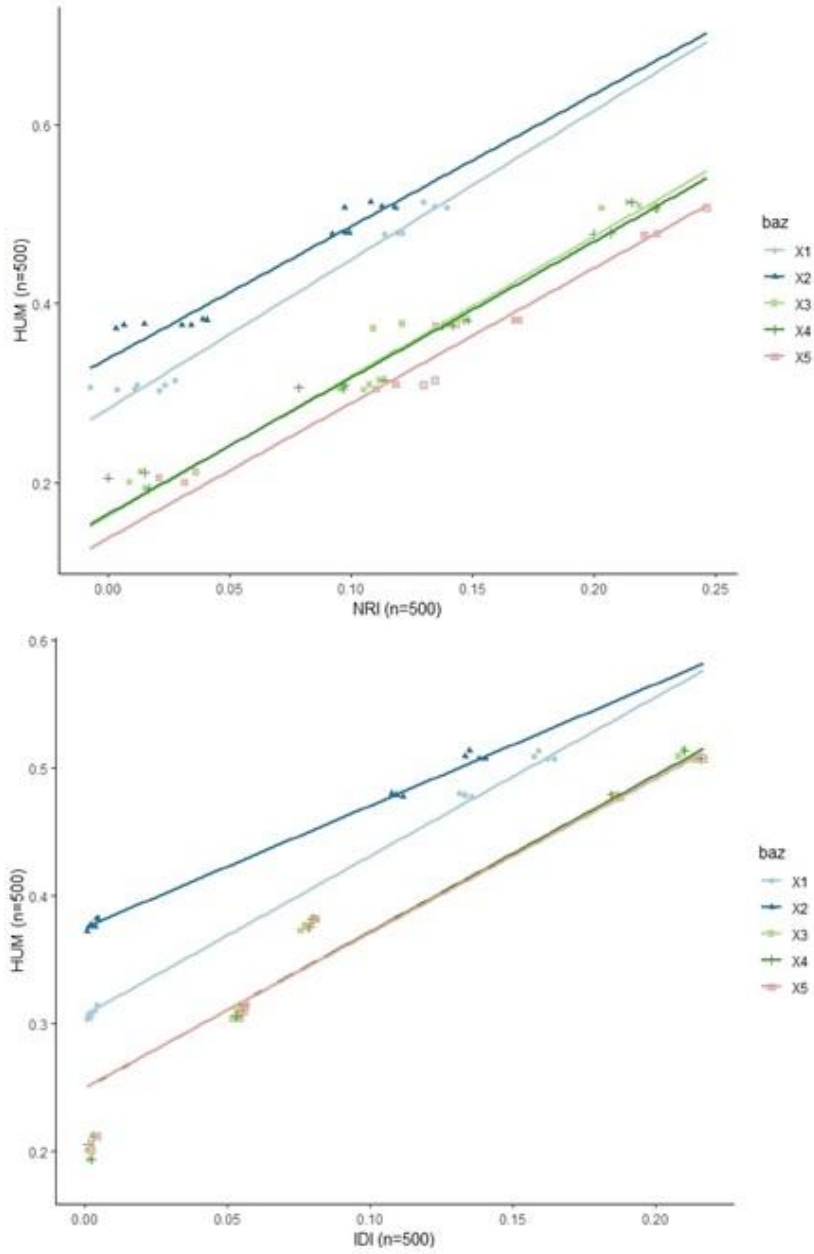 HUM (n=500)
0.6
0.4
0.2
0.00 0.05 0.10 0.15 0.20 0.25
NRI (n=500)
baz
X1
X2
X3
X4
X5
HUM (n=500)
0.6
0.5
0.4
0.3
0.2
0.00 0.05 0.10 0.15 0.20
IDI (n=500)
baz
X1
X2
X3
X4
X5